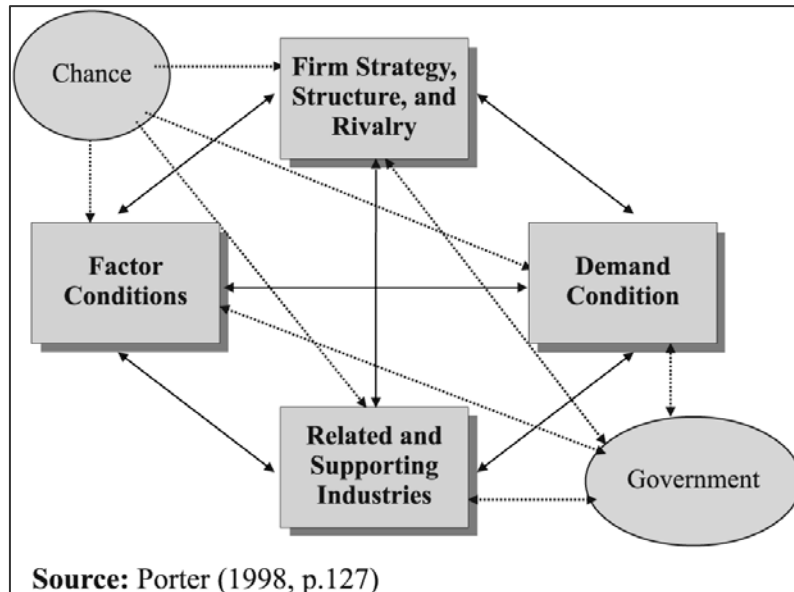 Chance
Firm Strategy,
Structure, and
Rivalry
Factor
Conditions
Demand
Condition
Related and
Supporting
Industries
Government
Source: Porter (1998, p.127)